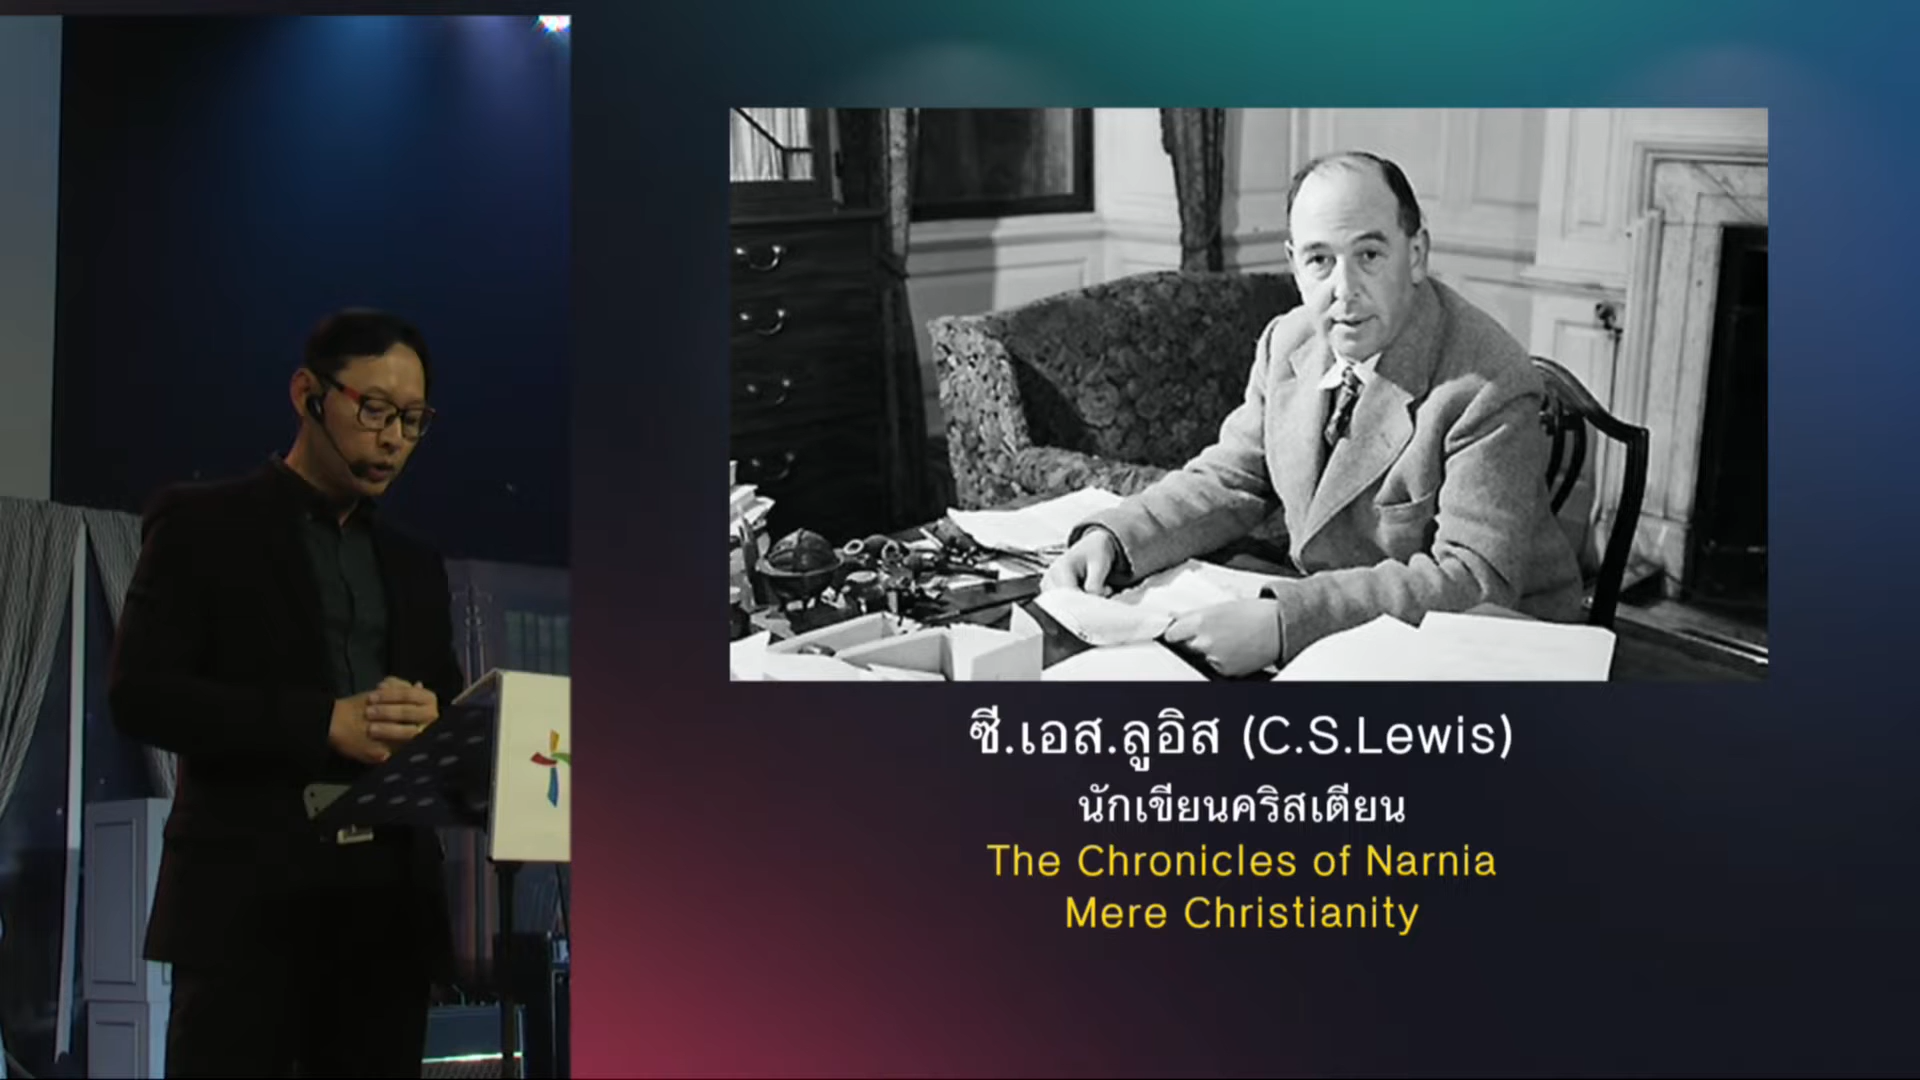 ซี.เอส.ลูอิส (C.S.Lewis)
นักเขียนคริสเตียน
The Chronicles of Narnia
Mere Christianity